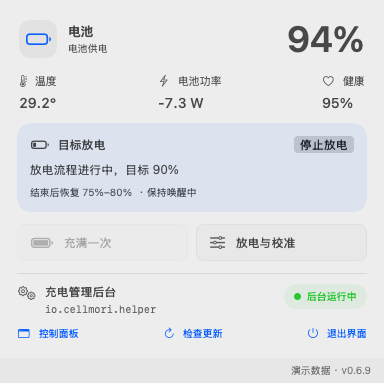 电池
电池供电
94%
温度
电池功率
健康
29.2°
-7.3 W
95%
目标放电
停止放电
放电流程进行中，目标 90%
结束后恢复 75%–80% · 保持唤醒中
充满一次
放电与校准
充电管理后台
后台运行中
io.cellmori.helper
控制面板
检查更新
退出界面
演示数据 · v0.6.9